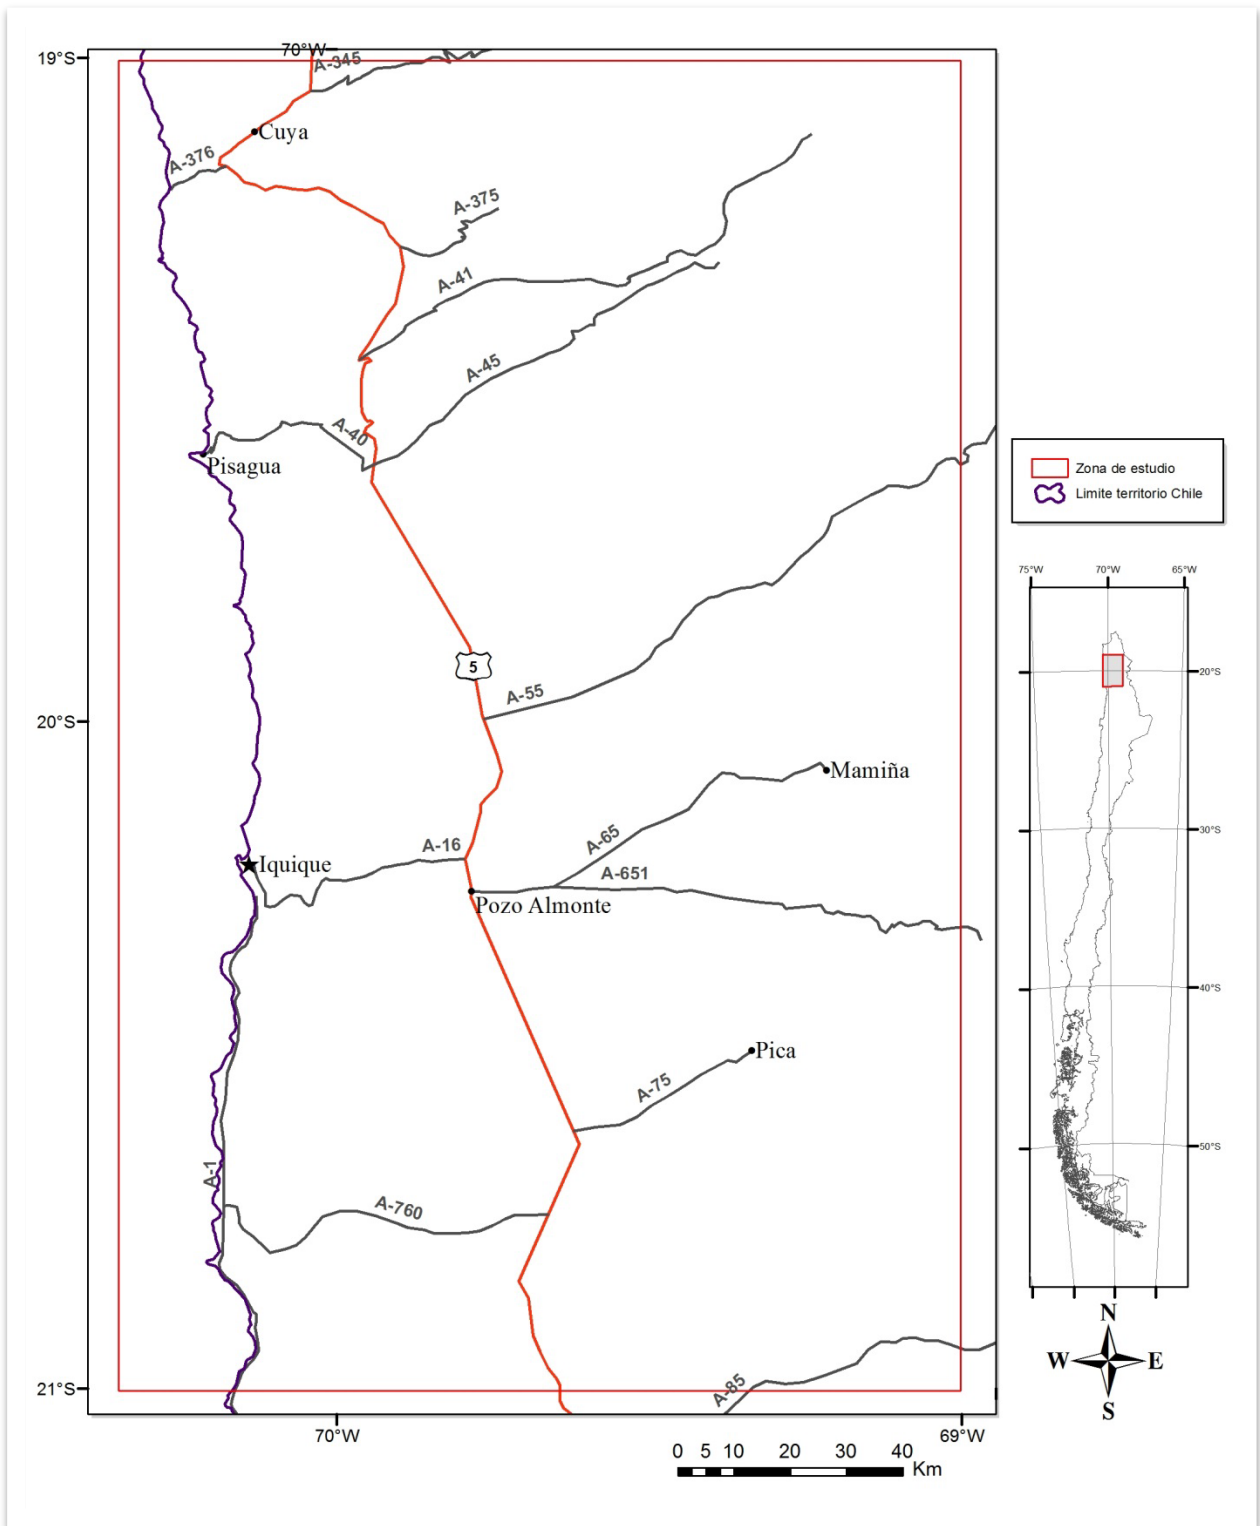 70°W
19°S
A-345
Cuya
A-376
A-375
A-41
A-45
A-40
Pisagua
Zona de estudio
Limite territorio Chile
75°W 70°W 65°W
5
20°S
A-55
20°S
Mamiña
A-65
A-16
Iquique
A-651
Pozo Almonte
30°S
40°S
Pica
A-75
A-1
50°S
A-760
N
W E
S
21°S
A-85
70°W 69°W
0 5 10 20 30 40
Km